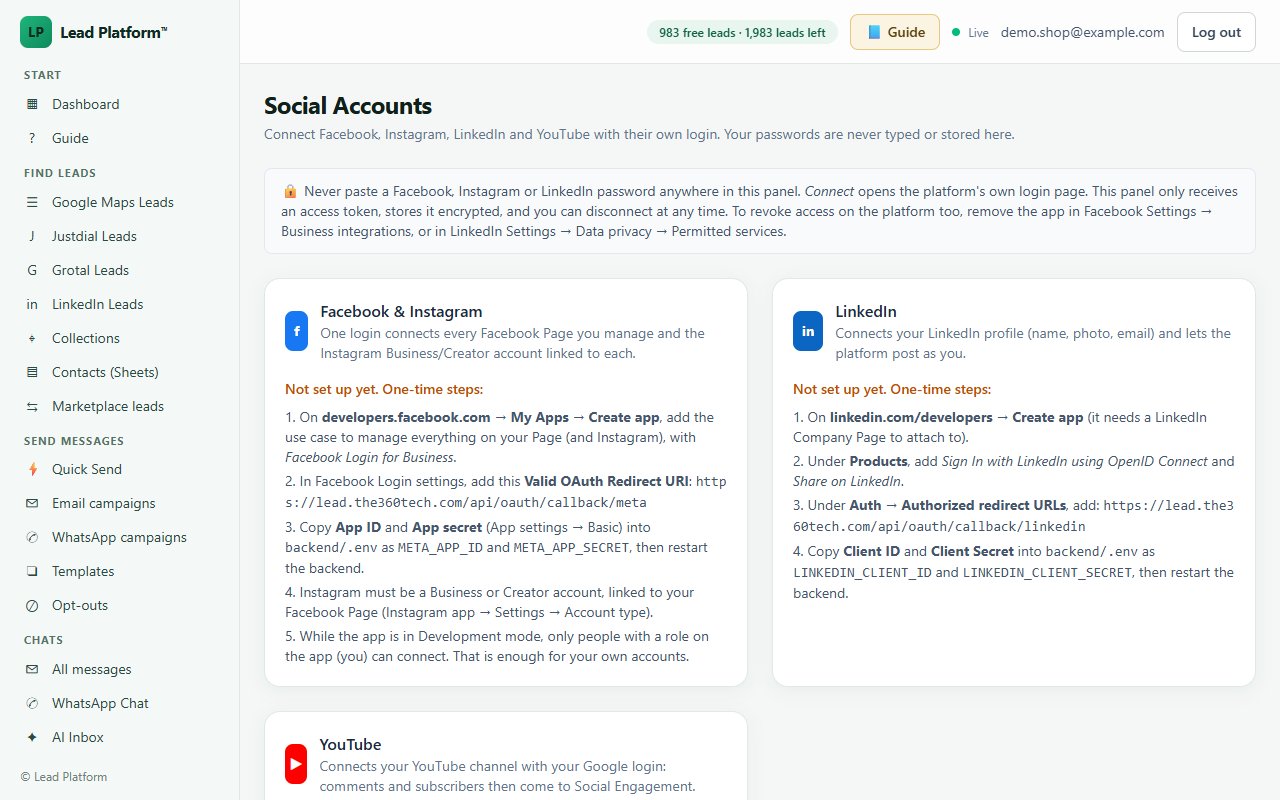 LP Lead Platform™
START
▦ Dashboard
? Guide
FIND LEADS
☰ Google Maps Leads
J Justdial Leads
G Grotal Leads
in LinkedIn Leads
⌖ Collections
▤ Contacts (Sheets)
⇆ Marketplace leads
SEND MESSAGES
⚡ Quick Send
✉ Email campaigns
✆ WhatsApp campaigns
❏ Templates
⊘ Opt-outs
CHATS
✉ All messages
✆ WhatsApp Chat
✦ AI Inbox
© Lead Platform
983 free leads · 1,983 leads left
📘 Guide
● Live
demo.shop@example.com
Log out
Social Accounts
Connect Facebook, Instagram, LinkedIn and YouTube with their own login. Your passwords are never typed or stored here.
🔒 Never paste a Facebook, Instagram or LinkedIn password anywhere in this panel. Connect opens the platform's own login page. This panel only receives
an access token, stores it encrypted, and you can disconnect at any time. To revoke access on the platform too, remove the app in Facebook Settings →
Business integrations, or in LinkedIn Settings → Data privacy → Permitted services.
f
Facebook & Instagram
One login connects every Facebook Page you manage and the
Instagram Business/Creator account linked to each.
Not set up yet. One-time steps:
1. On developers.facebook.com → My Apps → Create app, add the
use case to manage everything on your Page (and Instagram), with
Facebook Login for Business.
2. In Facebook Login settings, add this Valid OAuth Redirect URI: http
s://lead.the360tech.com/api/oauth/callback/meta
3. Copy App ID and App secret (App settings → Basic) into
backend/.env as META_APP_ID and META_APP_SECRET, then restart
the backend.
4. Instagram must be a Business or Creator account, linked to your
Facebook Page (Instagram app → Settings → Account type).
5. While the app is in Development mode, only people with a role on
the app (you) can connect. That is enough for your own accounts.
in
LinkedIn
Connects your LinkedIn profile (name, photo, email) and lets the
platform post as you.
Not set up yet. One-time steps:
1. On linkedin.com/developers → Create app (it needs a LinkedIn
Company Page to attach to).
2. Under Products, add Sign In with LinkedIn using OpenID Connect and
Share on LinkedIn.
3. Under Auth → Authorized redirect URLs, add: https://lead.the3
60tech.com/api/oauth/callback/linkedin
4. Copy Client ID and Client Secret into backend/.env as
LINKEDIN_CLIENT_ID and LINKEDIN_CLIENT_SECRET, then restart the
backend.
▶
YouTube
Connects your YouTube channel with your Google login:
comments and subscribers then come to Social Engagement.